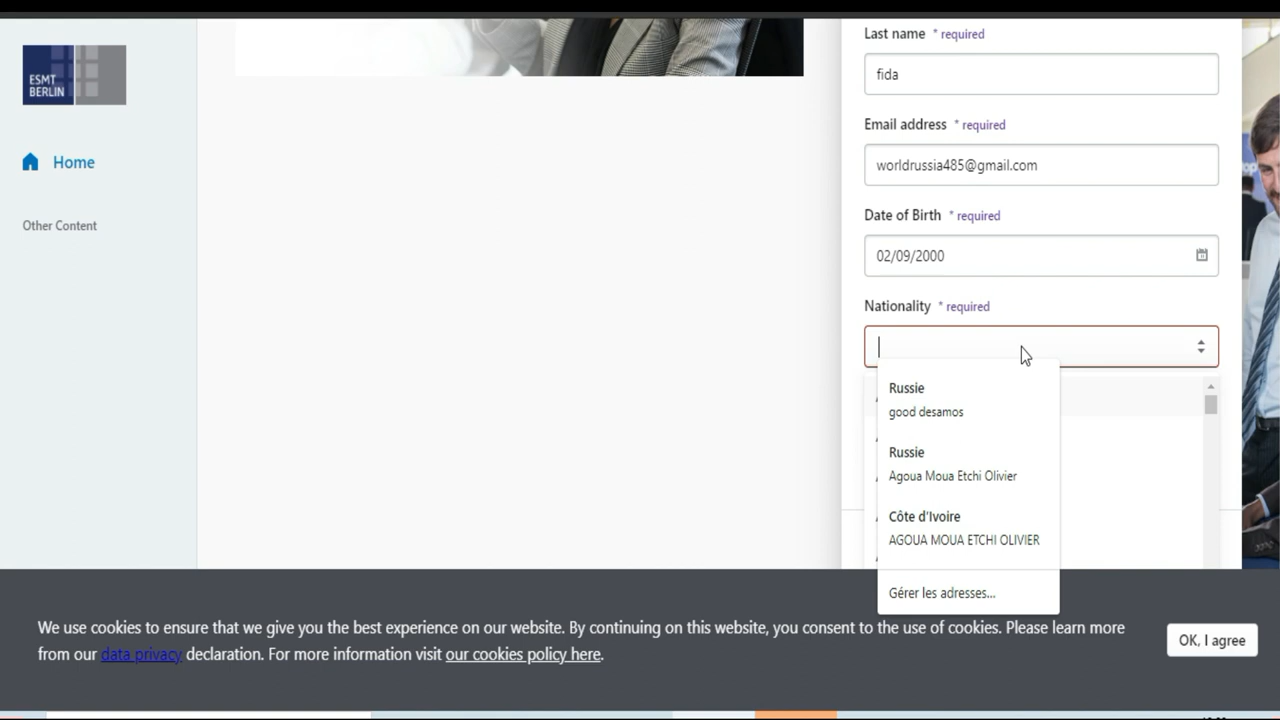 ESMT
BERLIN
Home
Other Content
Last name * required
fida
Email address * required
worldrussia485@gmail.com
Date of Birth * required
02/09/2000
Nationality * required
Russie
good desamos
Russie
Agoua Moua Etchi Olivier
Côte d'Ivoire
AGOUA MOUA ETCHI OLIVIER
Gérer les adresses...
We use cookies to ensure that we give you the best experience on our website. By continuing on this website, you consent to the use of cookies. Please learn more
from our data privacy declaration. For more information visit our cookies policy here.
OK, I agree